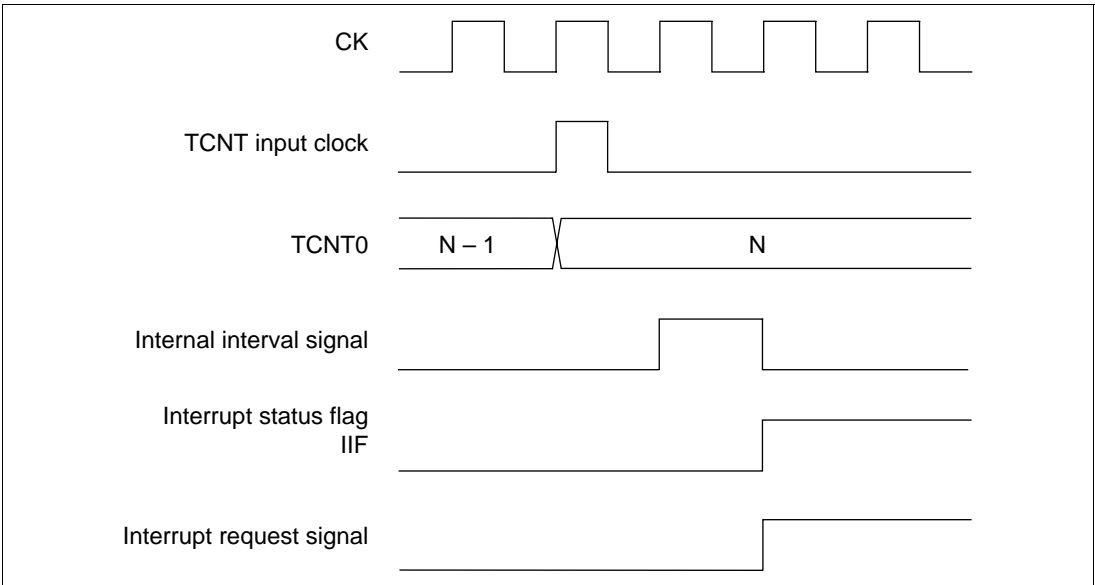 CK
TCNT input clock
TCNT0
N – 1
N
Internal interval signal
Interrupt status flag
IIF
Interrupt request signal